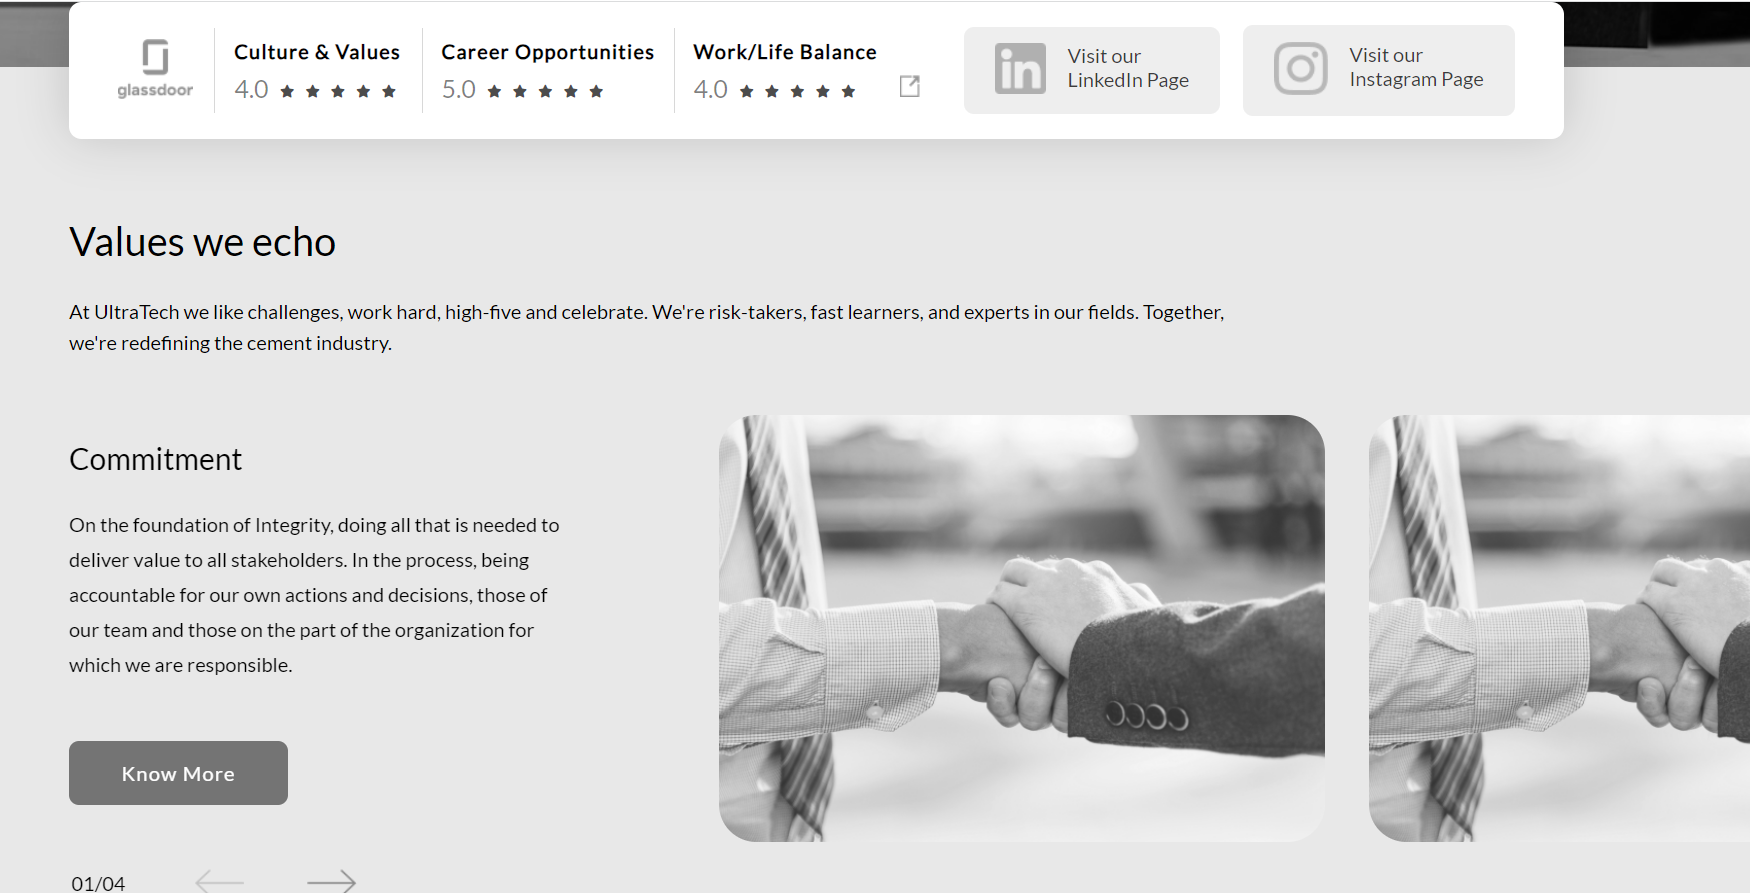 glassdoor
Culture & Values
4.0
Career Opportunities
5.0
Work/Life Balance
4.0
in
Visit our
LinkedIn Page
Visit our
Instagram Page
Values we echo
At UltraTech we like challenges, work hard, high-five and celebrate. We're risk-takers, fast learners, and experts in our fields. Together,
we're redefining the cement industry.
Commitment
On the foundation of Integrity, doing all that is needed to
deliver value to all stakeholders. In the process, being
accountable for our own actions and decisions, those of
our team and those on the part of the organization for
which we are responsible.
Know More
01/04